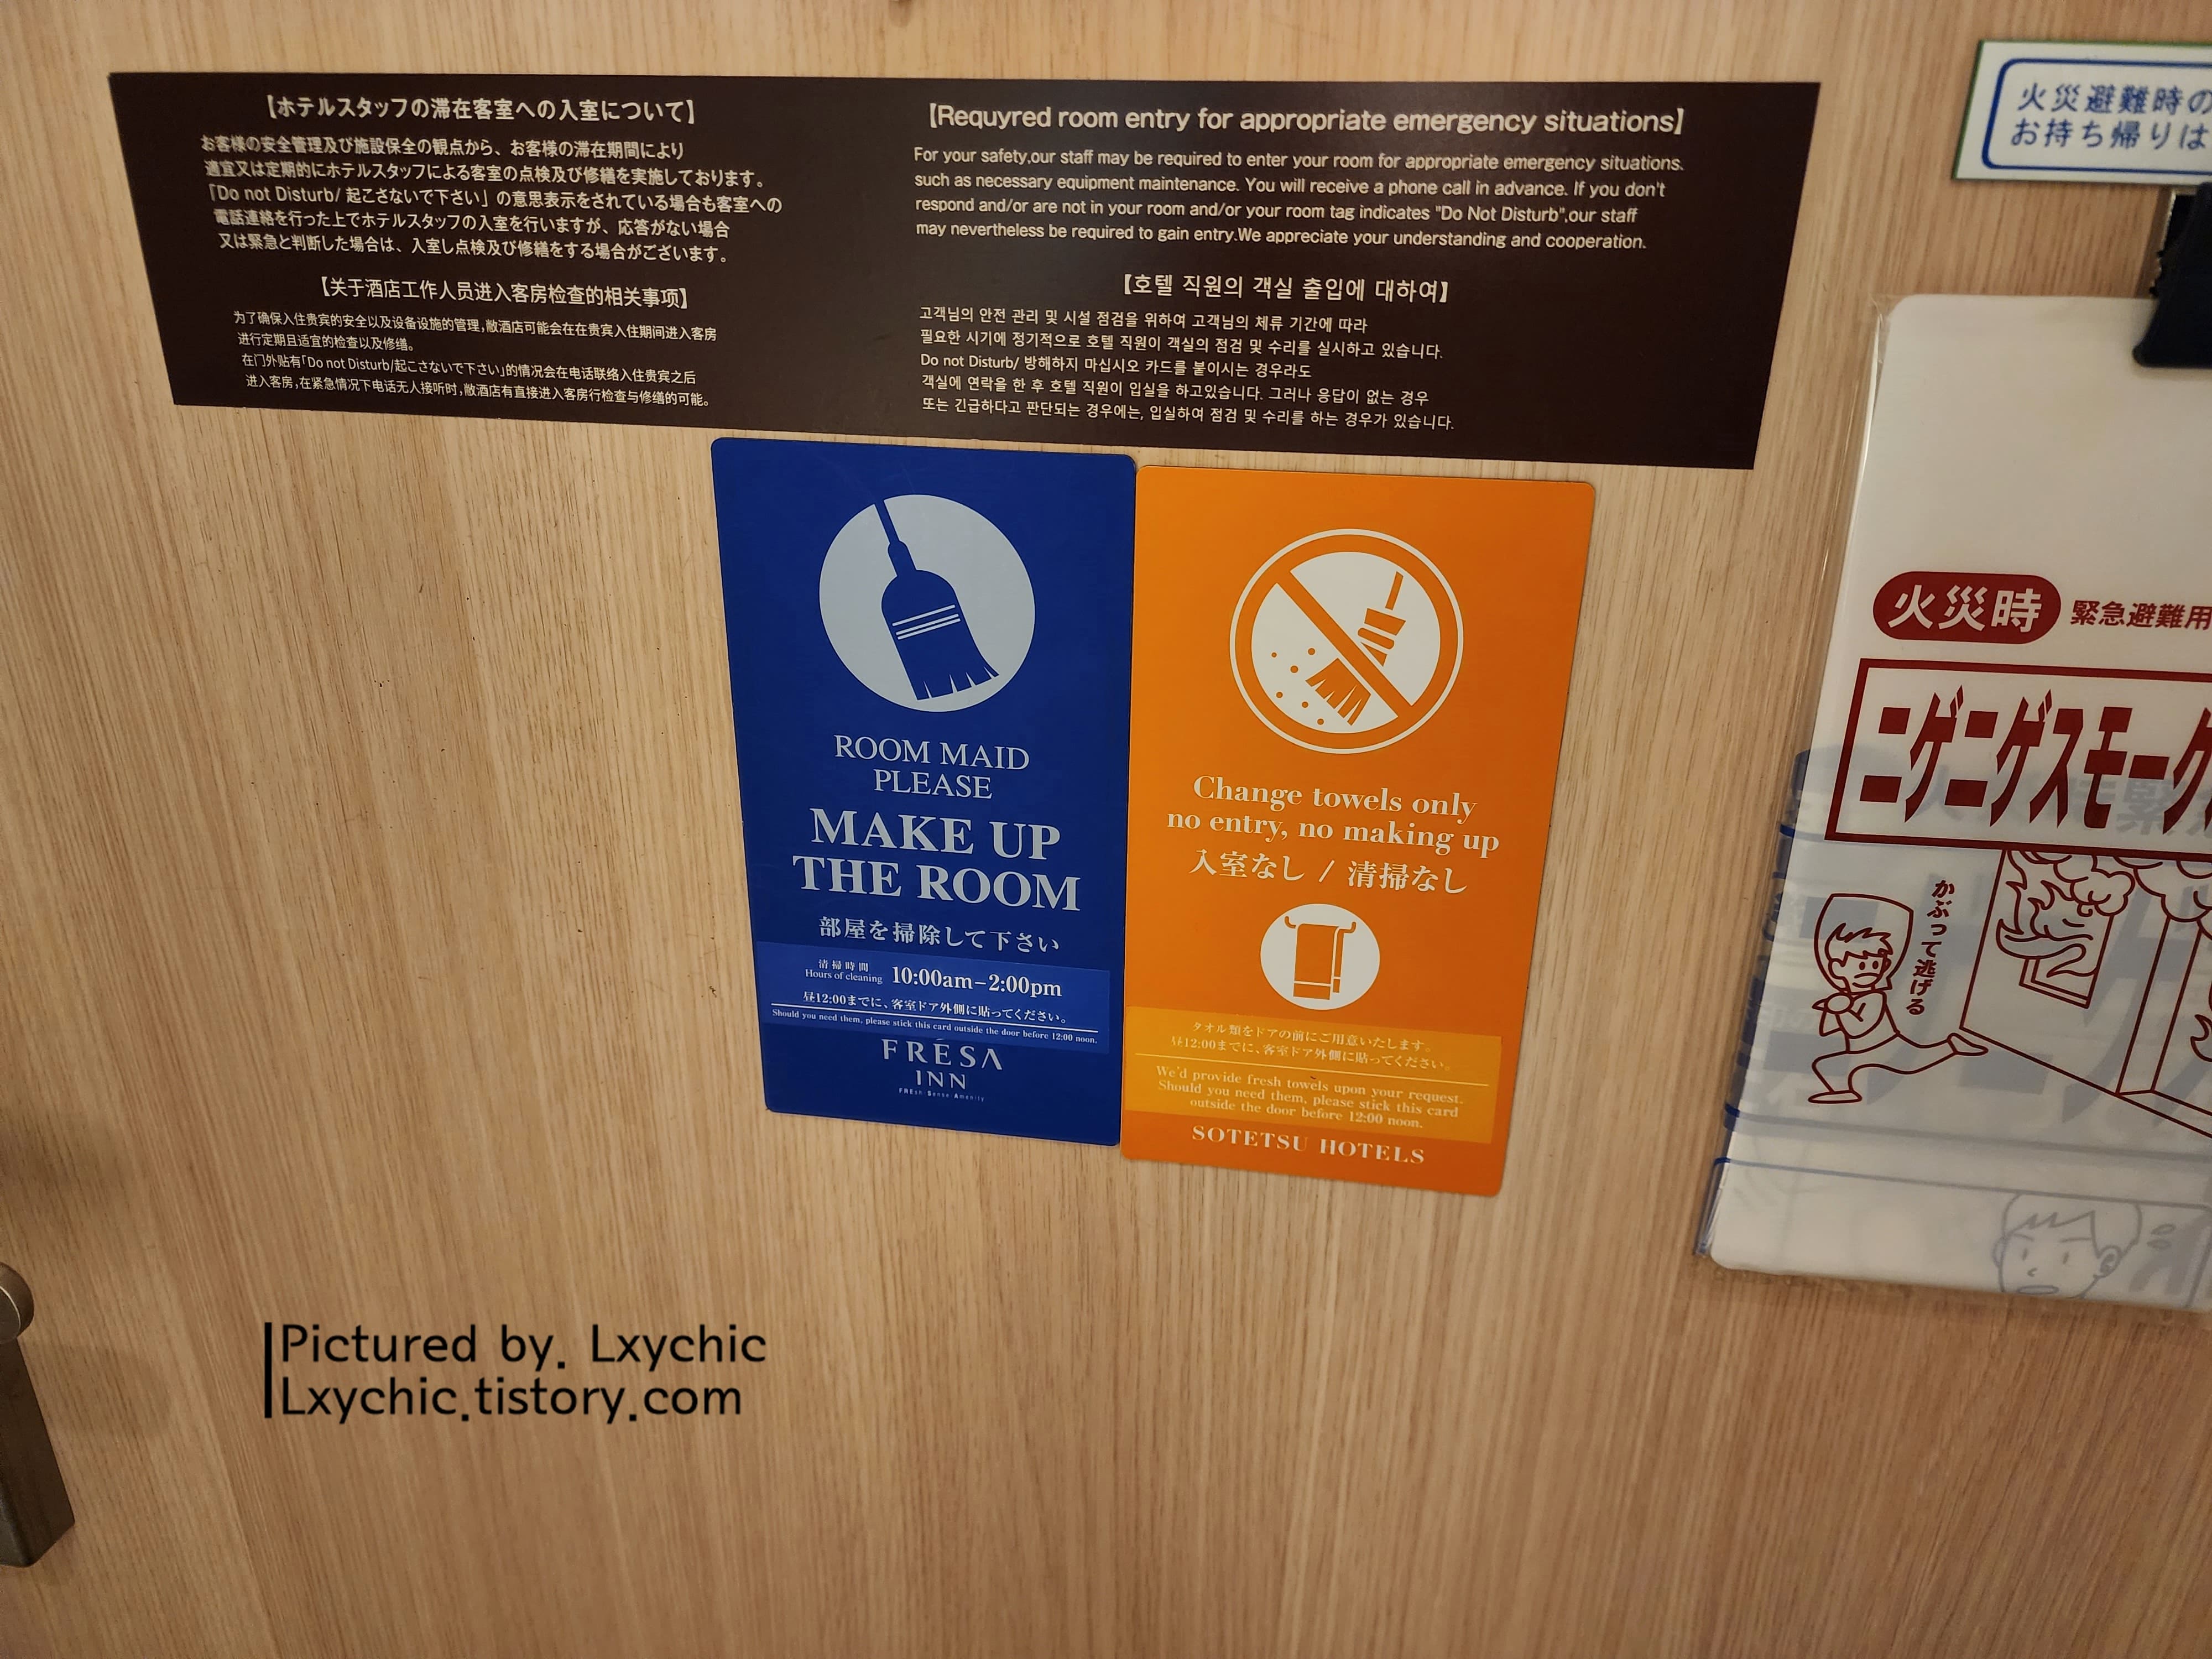 【ホテルスタッフの滞在客室への入室について】
お客様の安全管理及び施設保全の観点から、お客様の滞在期間により
適宜又は定期的にホテルスタッフによる客室の点検及び修繕を実施しております。
「Do not Disturb/ 起こさないで下さい」の意思表示をされている場合も客室への
電話連絡を行った上でホテルスタッフの入室を行いますが、応答がない場合
又は緊急と判断した場合は、入室し点検及び修繕をする場合がございます。
【关于酒店工作人员进入客房检查的相关事项】
为了确保入住贵宾的安全以及设备设施的管理,敝酒店可能会在在贵宾入住期间进入客房
进行定期且适宜的检查以及修缮。
在门外贴有「Do not Disturb/起こさないで下さい」的情况会在电话联络入住贵宾之后
进入客房,在紧急情况下电话无人接听时,敝酒店有直接进入客房行检查与修缮的可能。
【Requyred room entry for appropriate emergency situations】
For your safety,our staff may be required to enter your room for appropriate emergency situations.
such as necessary equipment maintenance. You will receive a phone call in advance. If you don't
respond and/or are not in your room and/or your room tag indicates "Do Not Disturb",our staff
may nevertheless be required to gain entry.We appreciate your understanding and cooperation.
【호텔 직원의 객실 출입에 대하여】
고객님의 안전 관리 및 시설 점검을 위하여 고객님의 체류 기간에 따라
필요한 시기에 정기적으로 호텔 직원이 객실의 점검 및 수리를 실시하고 있습니다.
Do not Disturb/ 방해하지 마십시오 카드를 붙이시는 경우라도
객실에 연락을 한 후 호텔 직원이 입실을 하고있습니다. 그러나 응답이 없는 경우
또는 긴급하다고 판단되는 경우에는, 입실하여 점검 및 수리를 하는 경우가 있습니다.
ROOM MAID
PLEASE
MAKE UP
THE ROOM
部屋を掃除して下さい
清掃時間
Hours of cleaning 10:00am–2:00pm
昼12:00までに、客室ドア外側に貼ってください。
Should you need them, please stick this card outside the door before 12:00 noon.
FRESA
INN
FREsh Sense Amenity
Change towels only
no entry, no making up
入室なし / 清掃なし
タオル類をドアの前にご用意いたします。
昼12:00までに、客室ドア外側に貼ってください。
We'd provide fresh towels upon your request.
Should you need them, please stick this card
outside the door before 12:00 noon.
SOTETSU HOTELS
火災避難時の
お持ち帰りは
火災時 緊急避難用
ニゲニゲスモーク
かぶって逃げる
Pictured by. Lxychic
Lxychic.tistory.com